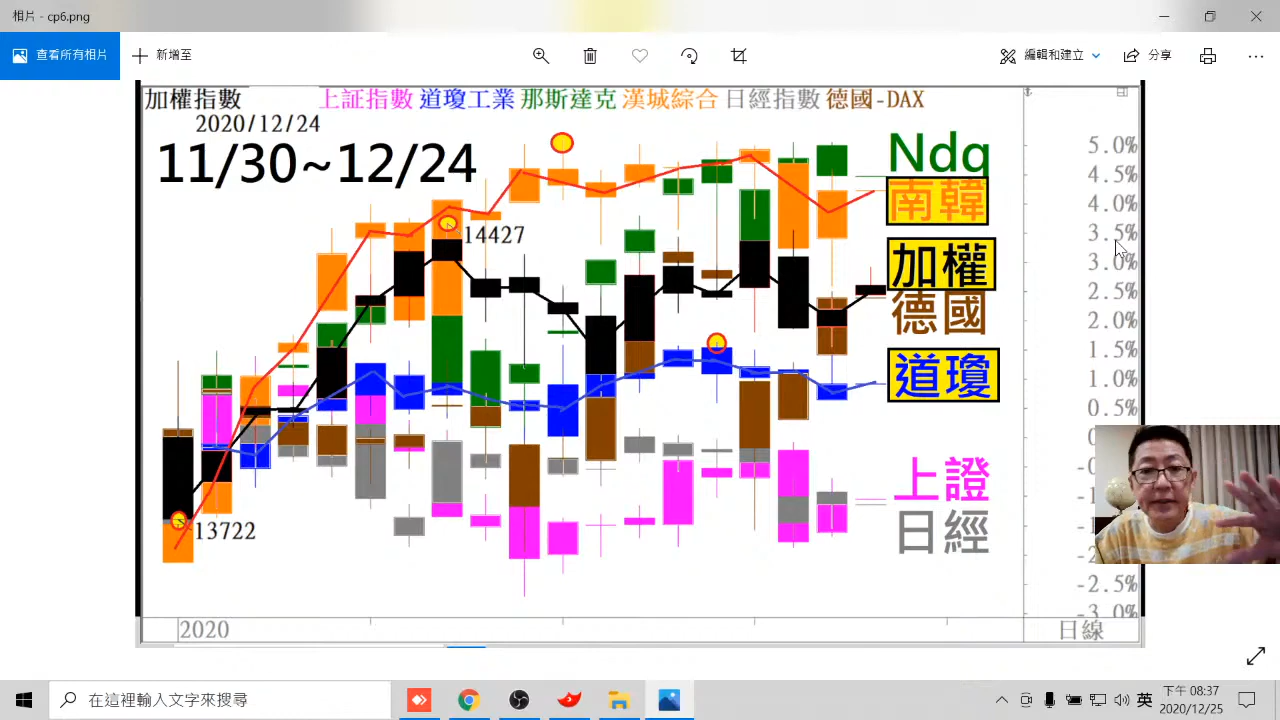 相片 - cp6.png
查看所有相片
新增至
編輯和建立
分享
加權指數 上証指數 道瓊工業 那斯達克 漢城綜合 日經指數 德國-DAX
2020/12/24
11/30~12/24
Ndq
南韓
加權
德國
道瓊
上證
日經
14427
13722
5.0%
4.5%
4.0%
3.5%
3.0%
2.5%
2.0%
1.5%
1.0%
0.5%
-2.5%
-3.0%
2020
日線
在這裡輸入文字來搜尋
英
下午 08:37
2020/12/25